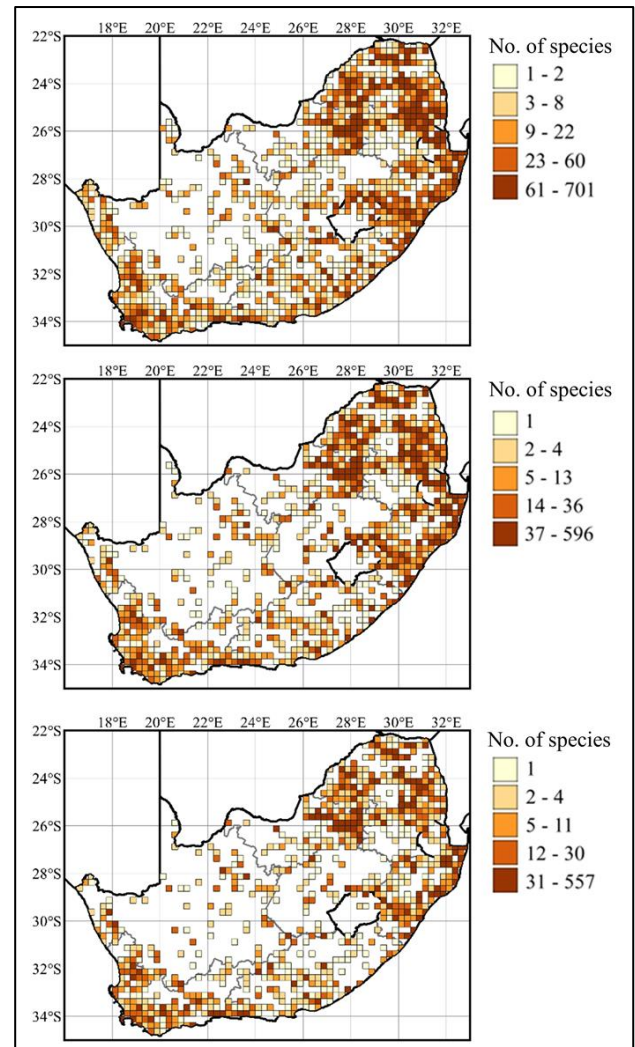 18°E 20°E 22°E 24°E 26°E 28°E 30°E 32°E
22°S
24°S
26°S
28°S
30°S
32°S
34°S
No. of species
1 - 2
3 - 8
9 - 22
23 - 60
61 - 701
18°E 20°E 22°E 24°E 26°E 28°E 30°E 32°E
22°S
24°S
26°S
28°S
30°S
32°S
34°S
No. of species
1
2 - 4
5 - 13
14 - 36
37 - 596
18°E 20°E 22°E 24°E 26°E 28°E 30°E 32°E
22°S
24°S
26°S
28°S
30°S
32°S
34°S
No. of species
1
2 - 4
5 - 11
12 - 30
31 - 557